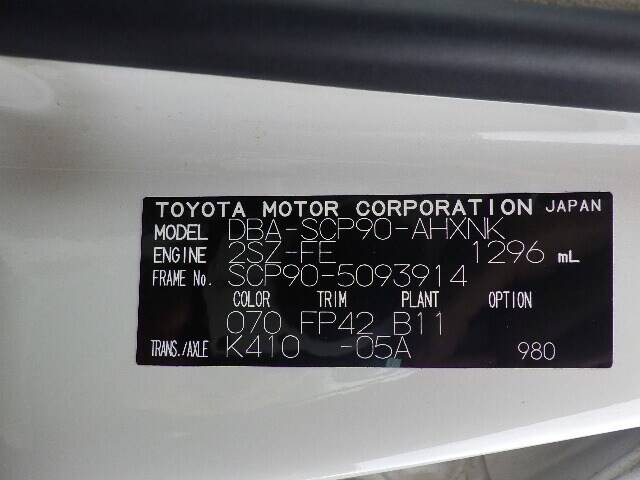 TOYOTA MOTOR CORPORATION JAPAN
MODEL DBA-SCP90-AHXNK
ENGINE 2SZ-FE 1296 mL
FRAME No. SCP90-5093914
COLOR TRIM PLANT OPTION
070 FP42 B11
TRANS./AXLE K410 -05A 980